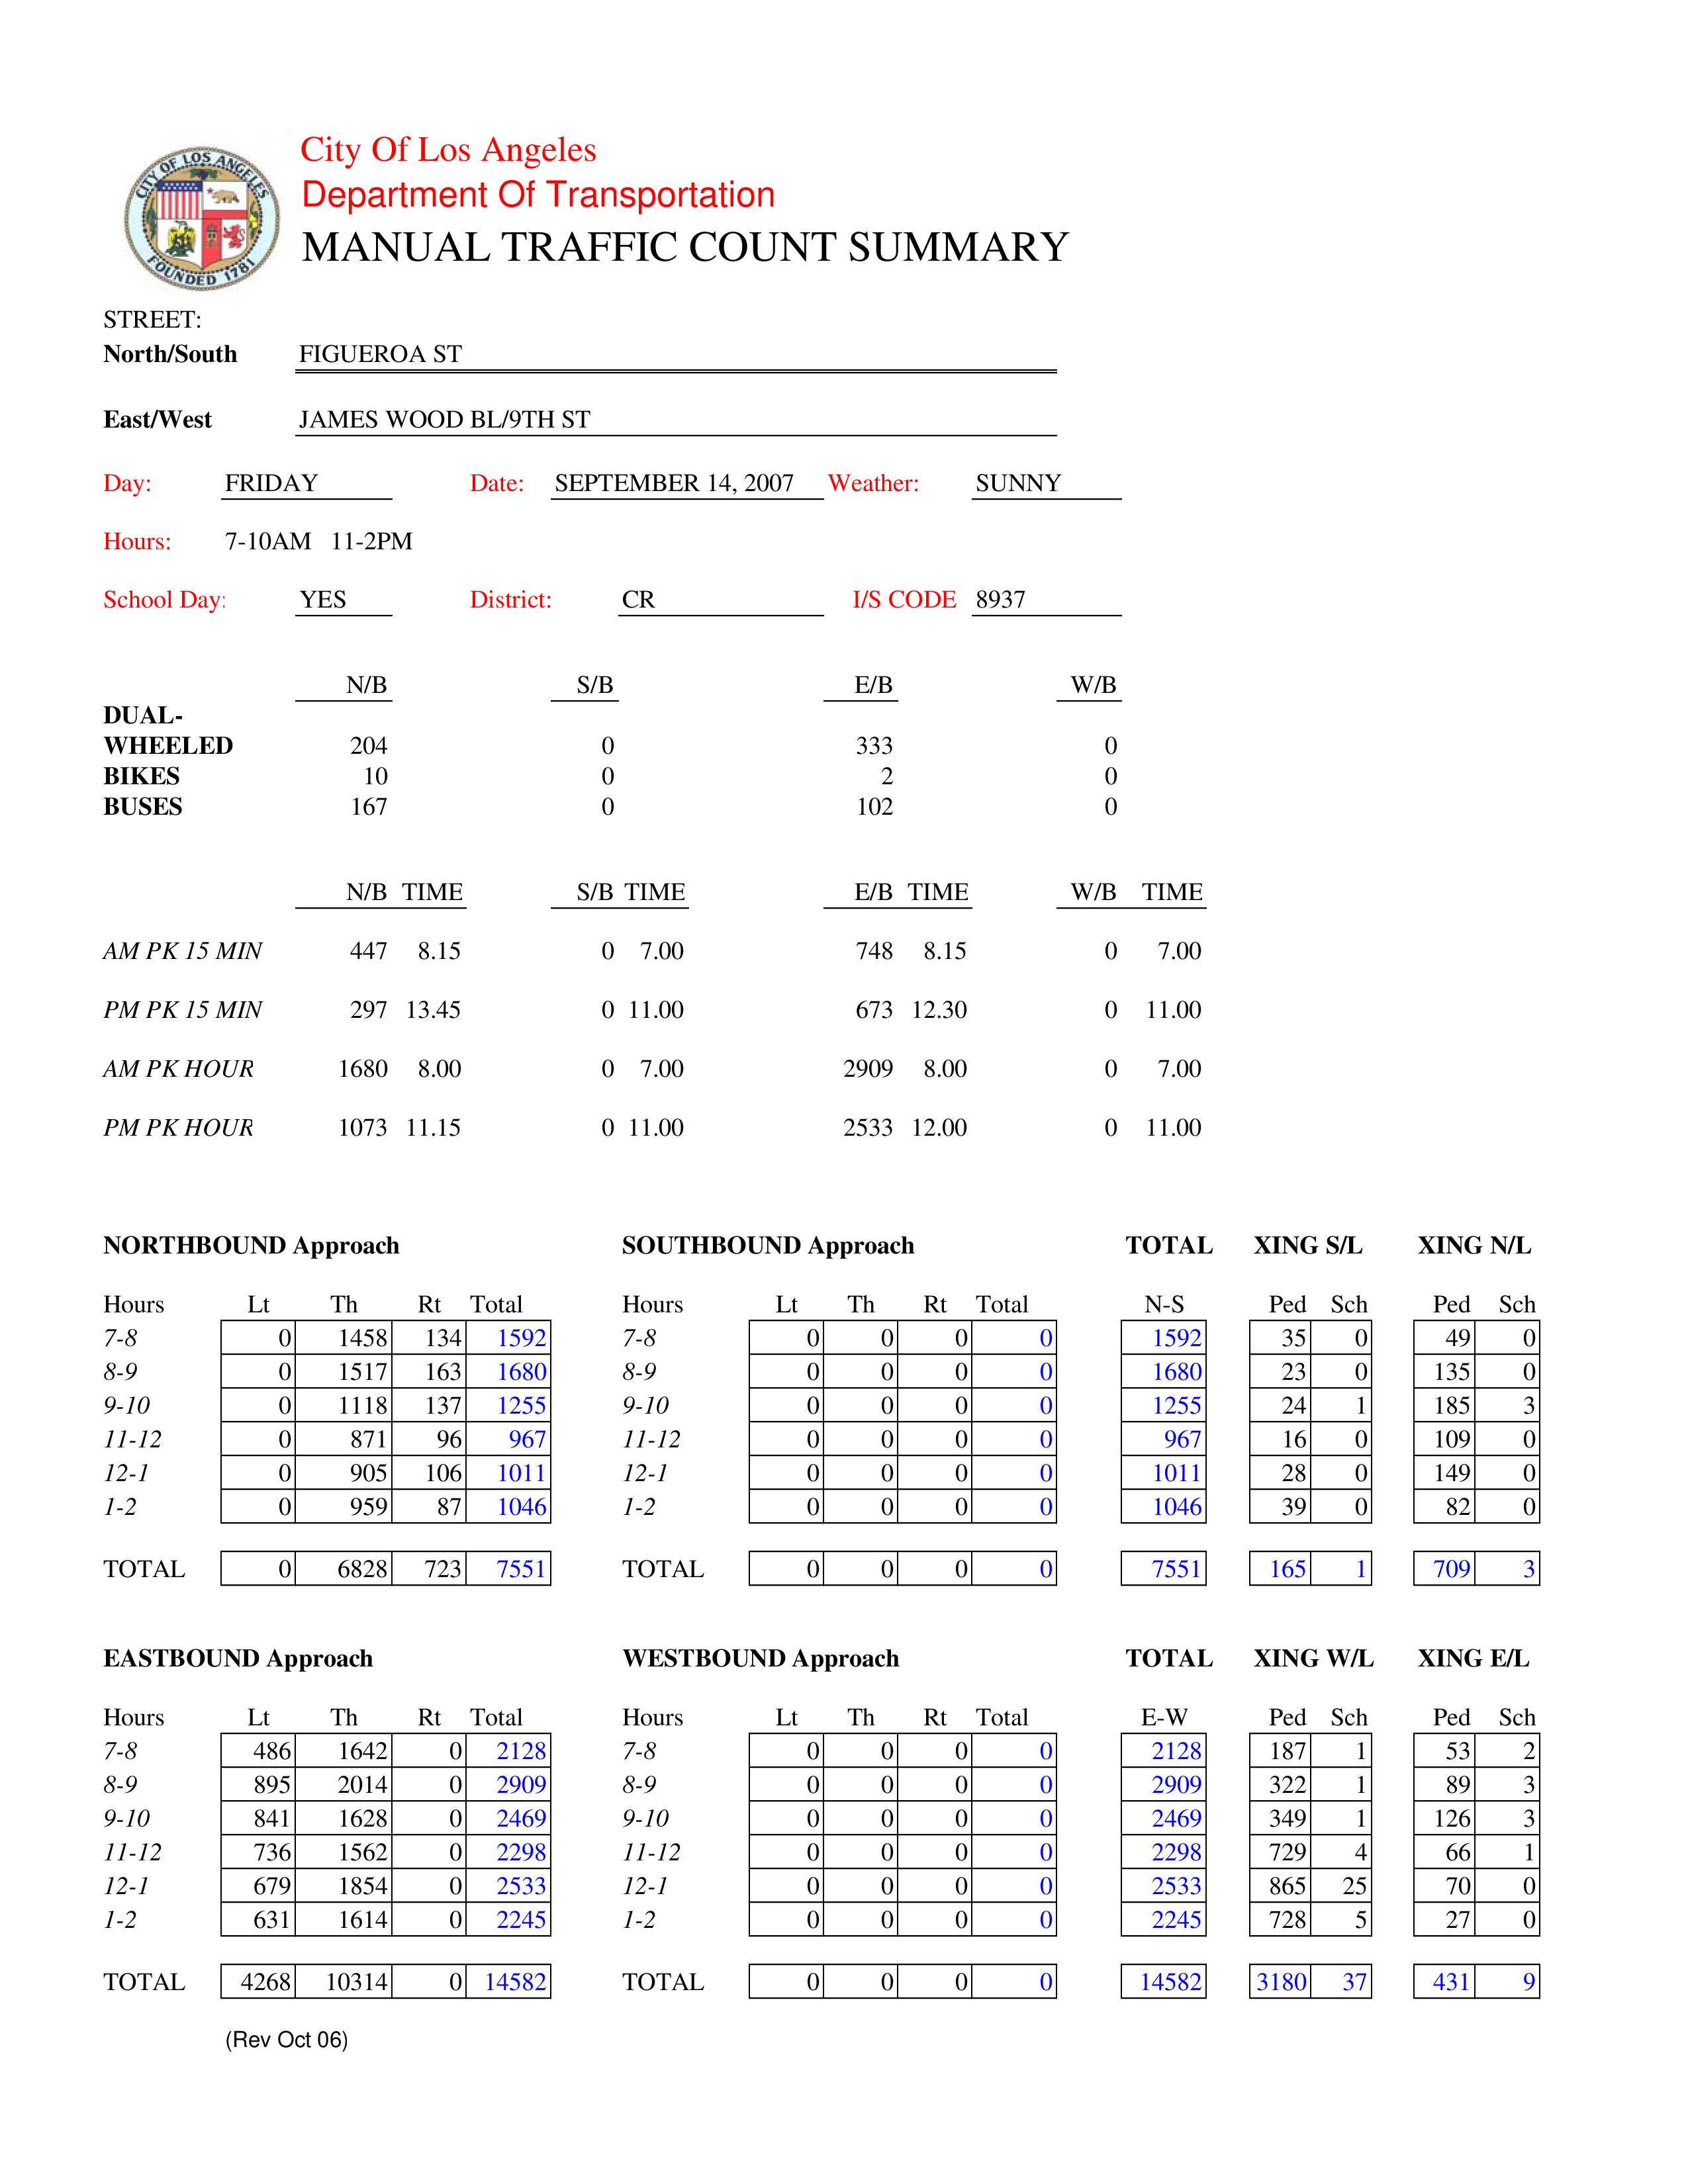 CITY OF LOS ANGELES
FOUNDED 1781
City Of Los Angeles
Department Of Transportation
MANUAL TRAFFIC COUNT SUMMARY
STREET:
North/South FIGUEROA ST
East/West JAMES WOOD BL/9TH ST
Day: FRIDAY Date: SEPTEMBER 14, 2007 Weather: SUNNY
Hours: 7-10AM 11-2PM
School Day: YES District: CR I/S CODE 8937
N/B S/B E/B W/B
DUAL-
WHEELED 204 0 333 0
BIKES 10 0 2 0
BUSES 167 0 102 0
N/B TIME S/B TIME E/B TIME W/B TIME
AM PK 15 MIN 447 8.15 0 7.00 748 8.15 0 7.00
PM PK 15 MIN 297 13.45 0 11.00 673 12.30 0 11.00
AM PK HOUR 1680 8.00 0 7.00 2909 8.00 0 7.00
PM PK HOUR 1073 11.15 0 11.00 2533 12.00 0 11.00
NORTHBOUND Approach SOUTHBOUND Approach TOTAL XING S/L XING N/L
Hours Lt Th Rt Total Hours Lt Th Rt Total N-S Ped Sch Ped Sch
7-8 0 1458 134 1592 7-8 0 0 0 0 1592 35 0 49 0
8-9 0 1517 163 1680 8-9 0 0 0 0 1680 23 0 135 0
9-10 0 1118 137 1255 9-10 0 0 0 0 1255 24 1 185 3
11-12 0 871 96 967 11-12 0 0 0 0 967 16 0 109 0
12-1 0 905 106 1011 12-1 0 0 0 0 1011 28 0 149 0
1-2 0 959 87 1046 1-2 0 0 0 0 1046 39 0 82 0
TOTAL 0 6828 723 7551 TOTAL 0 0 0 0 7551 165 1 709 3
EASTBOUND Approach WESTBOUND Approach TOTAL XING W/L XING E/L
Hours Lt Th Rt Total Hours Lt Th Rt Total E-W Ped Sch Ped Sch
7-8 486 1642 0 2128 7-8 0 0 0 0 2128 187 1 53 2
8-9 895 2014 0 2909 8-9 0 0 0 0 2909 322 1 89 3
9-10 841 1628 0 2469 9-10 0 0 0 0 2469 349 1 126 3
11-12 736 1562 0 2298 11-12 0 0 0 0 2298 729 4 66 1
12-1 679 1854 0 2533 12-1 0 0 0 0 2533 865 25 70 0
1-2 631 1614 0 2245 1-2 0 0 0 0 2245 728 5 27 0
TOTAL 4268 10314 0 14582 TOTAL 0 0 0 0 14582 3180 37 431 9
(Rev Oct 06)